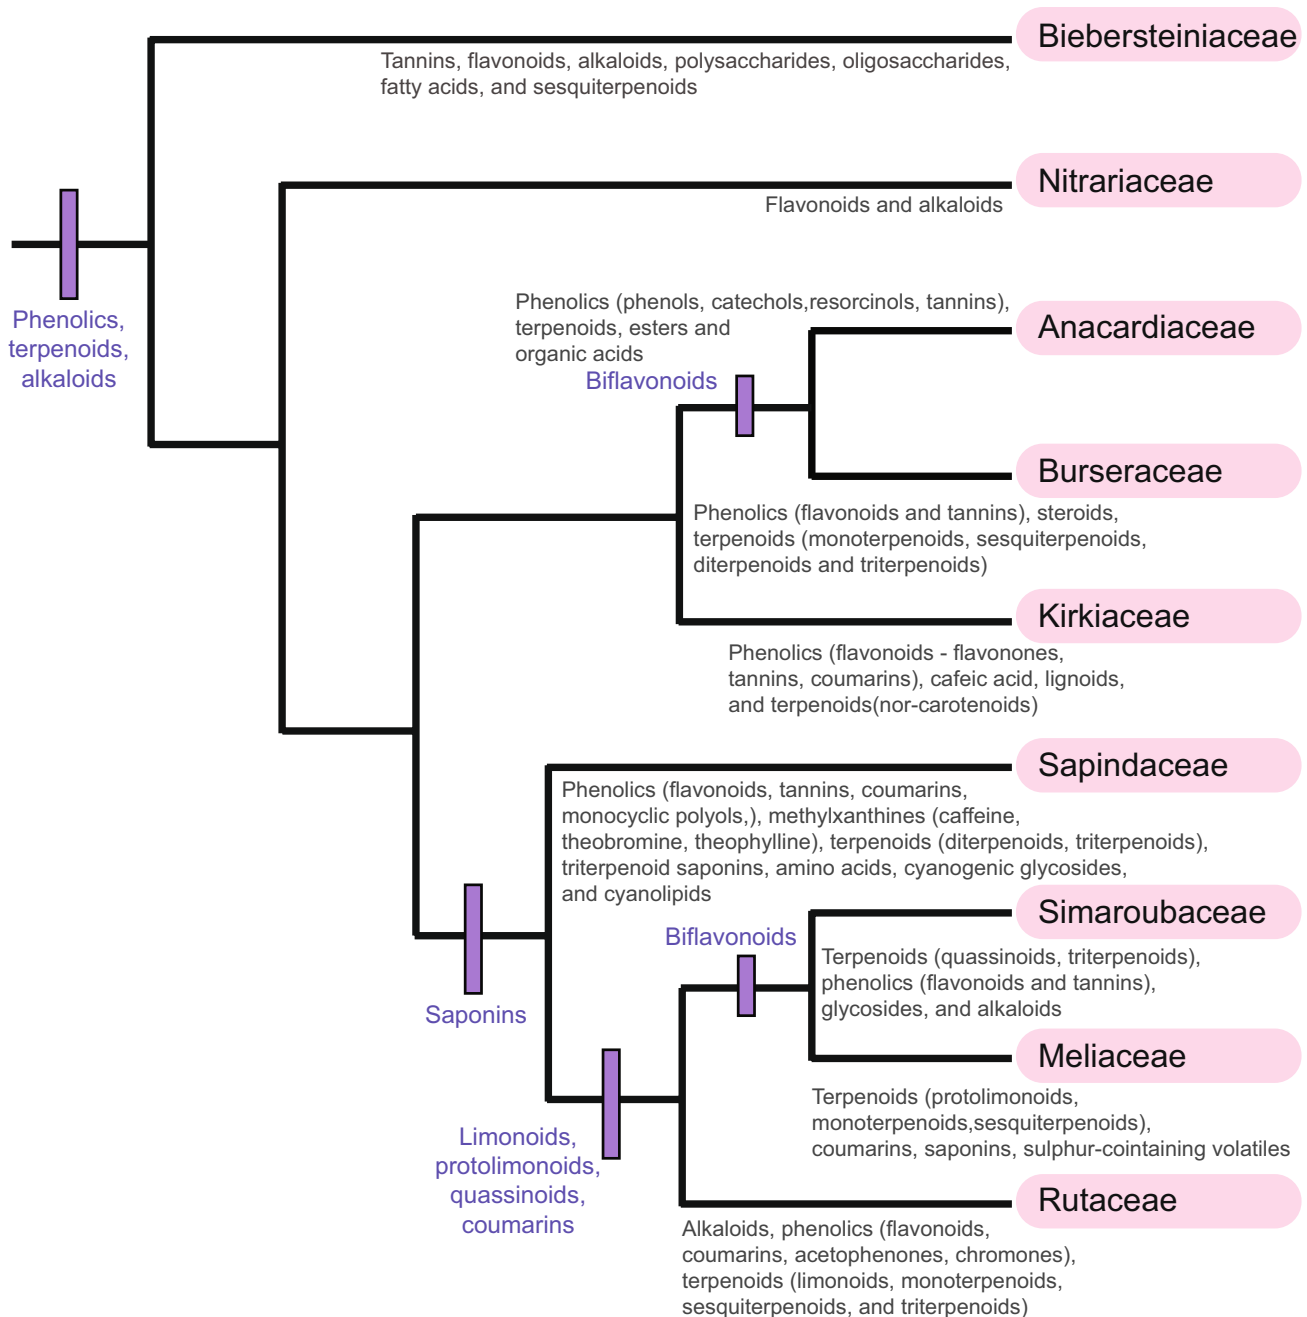 Biebersteiniaceae
Tannins, flavonoids, alkaloids, polysaccharides, oligosaccharides,
fatty acids, and sesquiterpenoids
Nitrariaceae
Flavonoids and alkaloids
Phenolics,
terpenoids,
alkaloids
Phenolics (phenols, catechols,resorcinols, tannins),
terpenoids, esters and
organic acids
Anacardiaceae
Biflavonoids
Burseraceae
Phenolics (flavonoids and tannins), steroids,
terpenoids (monoterpenoids, sesquiterpenoids,
diterpenoids and triterpenoids)
Kirkiaceae
Phenolics (flavonoids - flavonones,
tannins, coumarins), cafeic acid, lignoids,
and terpenoids(nor-carotenoids)
Sapindaceae
Phenolics (flavonoids, tannins, coumarins,
monocyclic polyols,), methylxanthines (caffeine,
theobromine, theophylline), terpenoids (diterpenoids, triterpenoids),
triterpenoid saponins, amino acids, cyanogenic glycosides,
and cyanolipids
Saponins
Simaroubaceae
Biflavonoids
Terpenoids (quassinoids, triterpenoids),
phenolics (flavonoids and tannins),
glycosides, and alkaloids
Meliaceae
Terpenoids (protolimonoids,
monoterpenoids,sesquiterpenoids),
coumarins, saponins, sulphur-cointaining volatiles
Limonoids,
protolimonoids,
quassinoids,
coumarins
Rutaceae
Alkaloids, phenolics (flavonoids,
coumarins, acetophenones, chromones),
terpenoids (limonoids, monoterpenoids,
sesquiterpenoids, and triterpenoids)